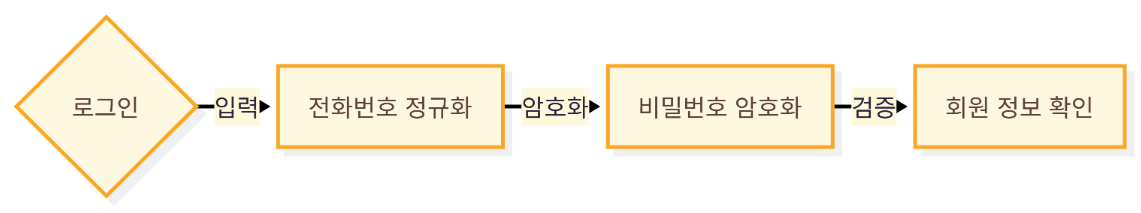 로그인
입력
전화번호 정규화
암호화
비밀번호 암호화
검증
회원 정보 확인